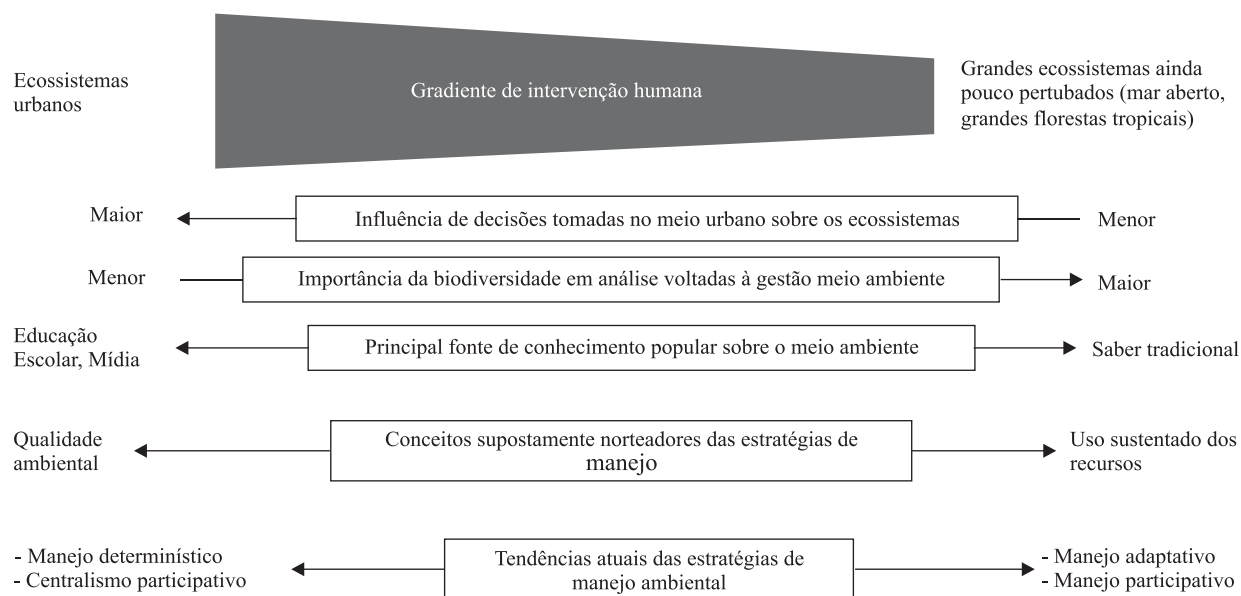 Ecossistemas
urbanos
Gradiente de intervenção humana
Grandes ecossistemas ainda
pouco pertubados (mar aberto,
grandes florestas tropicais)
Maior
Influência de decisões tomadas no meio urbano sobre os ecossistemas
Menor
Menor
Importância da biodiversidade em análise voltadas à gestão meio ambiente
Maior
Educação
Escolar, Mídia
Principal fonte de conhecimento popular sobre o meio ambiente
Saber tradicional
Qualidade
ambiental
Conceitos supostamente norteadores das estratégias de
manejo
Uso sustentado dos
recursos
- Manejo determinístico
- Centralismo participativo
Tendências atuais das estratégias de
manejo ambiental
- Manejo adaptativo
- Manejo participativo